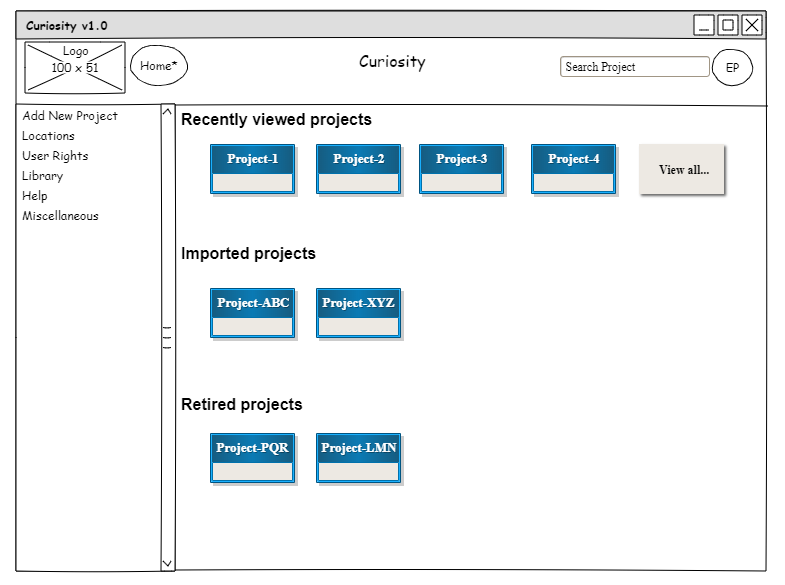 Curiosity v1.0
Logo
100 x 51
Home*
Curiosity
Search Project
EP
Add New Project
Locations
User Rights
Library
Help
Miscellaneous
Recently viewed projects
Project-1
Project-2
Project-3
Project-4
View all...
Imported projects
Project-ABC
Project-XYZ
Retired projects
Project-PQR
Project-LMN